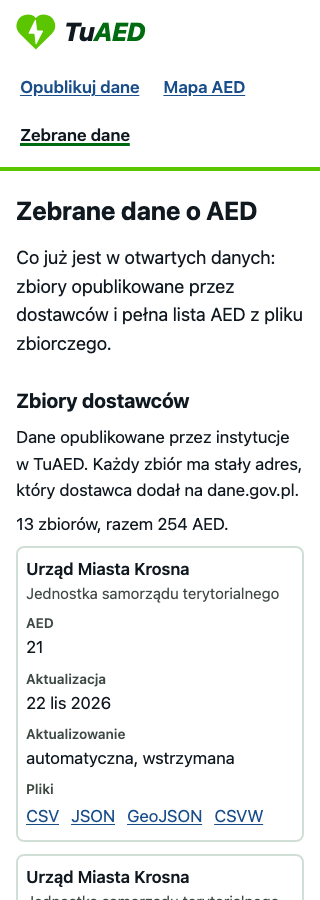 TuAED
Opublikuj dane Mapa AED
Zebrane dane
Zebrane dane o AED
Co już jest w otwartych danych:
zbiory opublikowane przez
dostawców i pełna lista AED z pliku
zbiorczego.
Zbiory dostawców
Dane opublikowane przez instytucje
w TuAED. Każdy zbiór ma stały adres,
który dostawca dodał na dane.gov.pl.
13 zbiorów, razem 254 AED.
Urząd Miasta Krosna
Jednostka samorządu terytorialnego
AED
21
Aktualizacja
22 lis 2026
Aktualizowanie
automatyczna, wstrzymana
Pliki
CSV JSON GeoJSON CSVW
Urząd Miasta Krosna
Jednostka samorządu terytorialnego